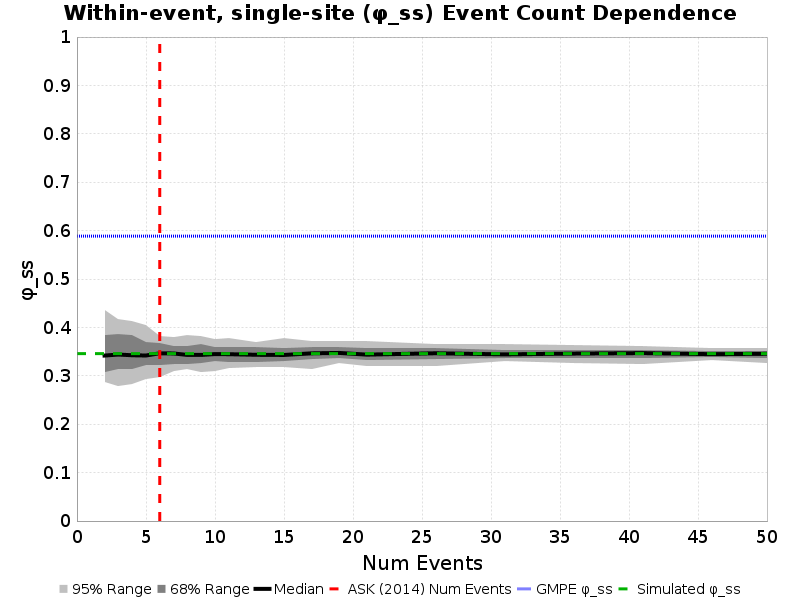 Within-event, single-site (φ_ss) Event Count Dependence
1
0.9
0.8
0.7
0.6
0.5
0.4
0.3
0.2
0.1
0
φ_ss
0 5 10 15 20 25 30 35 40 45 50
Num Events
95% Range 68% Range Median ASK (2014) Num Events GMPE φ_ss Simulated φ_ss